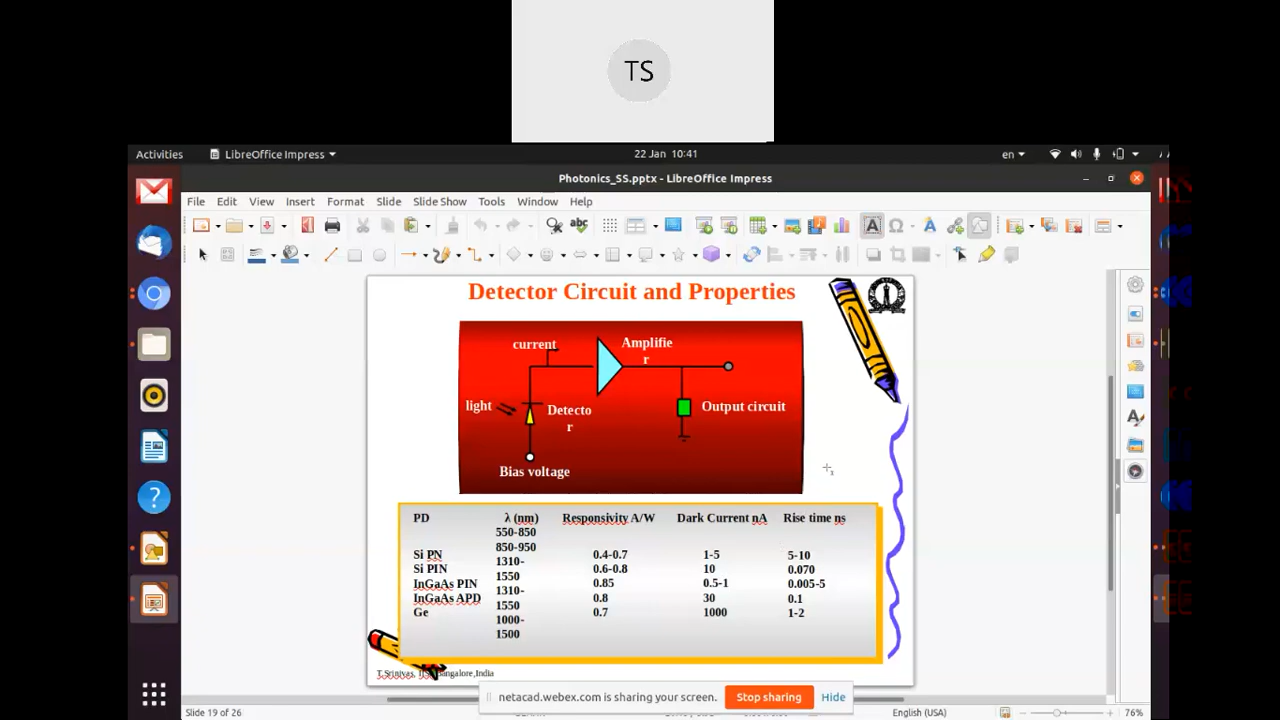 TS
Activities LibreOffice Impress 22 Jan 10:41 en
Photonics_SS.pptx - LibreOffice Impress
File Edit View Insert Format Slide Slide Show Tools Window Help
Detector Circuit and Properties
current
Amplifie
r
light
Detecto
r
Output circuit
Bias voltage
PD λ (nm) Responsivity A/W Dark Current nA Rise time ns
550-850
850-950
Si PN 0.4-0.7 1-5 5-10
1310-
Si PIN 0.6-0.8 10 0.070
1550
InGaAs PIN 0.85 0.5-1 0.005-5
1310-
InGaAs APD 0.8 30 0.1
1550
Ge 0.7 1000 1-2
1000-
1500
T.Srinivas, angalore,India
netacad.webex.com is sharing your screen. Stop sharing Hide
Slide 19 of 26 English (USA) 76%